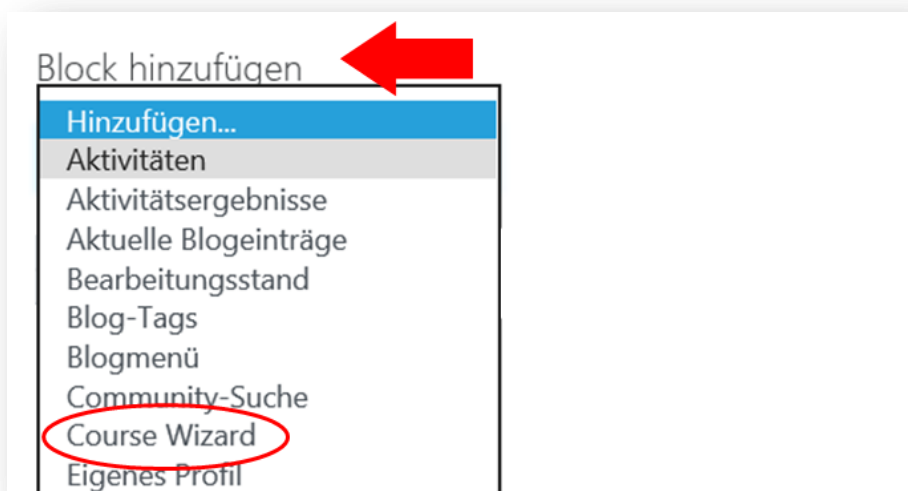 Block hinzufügen
Hinzufügen...
Aktivitäten
Aktivitätsergebnisse
Aktuelle Blogeinträge
Bearbeitungsstand
Blog-Tags
Blogmenü
Community-Suche
Course Wizard
Eigenes Profil